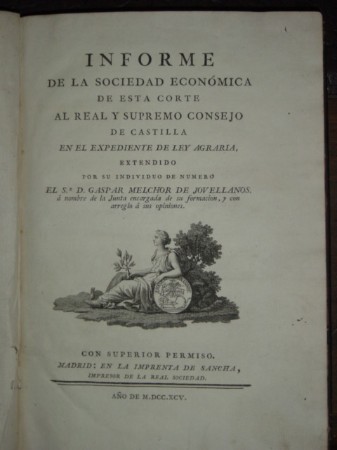 INFORME
DE LA SOCIEDAD ECONÓMICA
DE ESTA CORTE
AL REAL Y SUPREMO CONSEJO
DE CASTILLA
EN EL EXPEDIENTE DE LEY AGRARIA,
EXTENDIDO
POR SU INDIVIDUO DE NUMERO
EL S.R D. GASPAR MELCHOR DE JOVELLANOS,
á nombre de la Junta encargada de su formacion, y con
arreglo á sus opiniones.
CON SUPERIOR PERMISO.
MADRID: EN LA IMPRENTA DE SANCHA,
IMPRESOR DE LA REAL SOCIEDAD.
AÑO DE M.DCC.XCV.